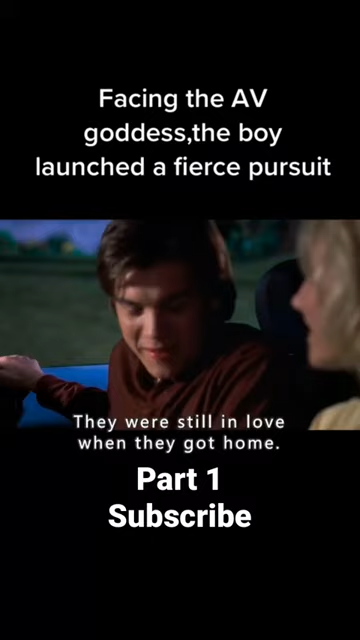 Facing the AV
goddess,the boy
launched a fierce pursuit
They were still in love
when they got home.
Part 1
Subscribe